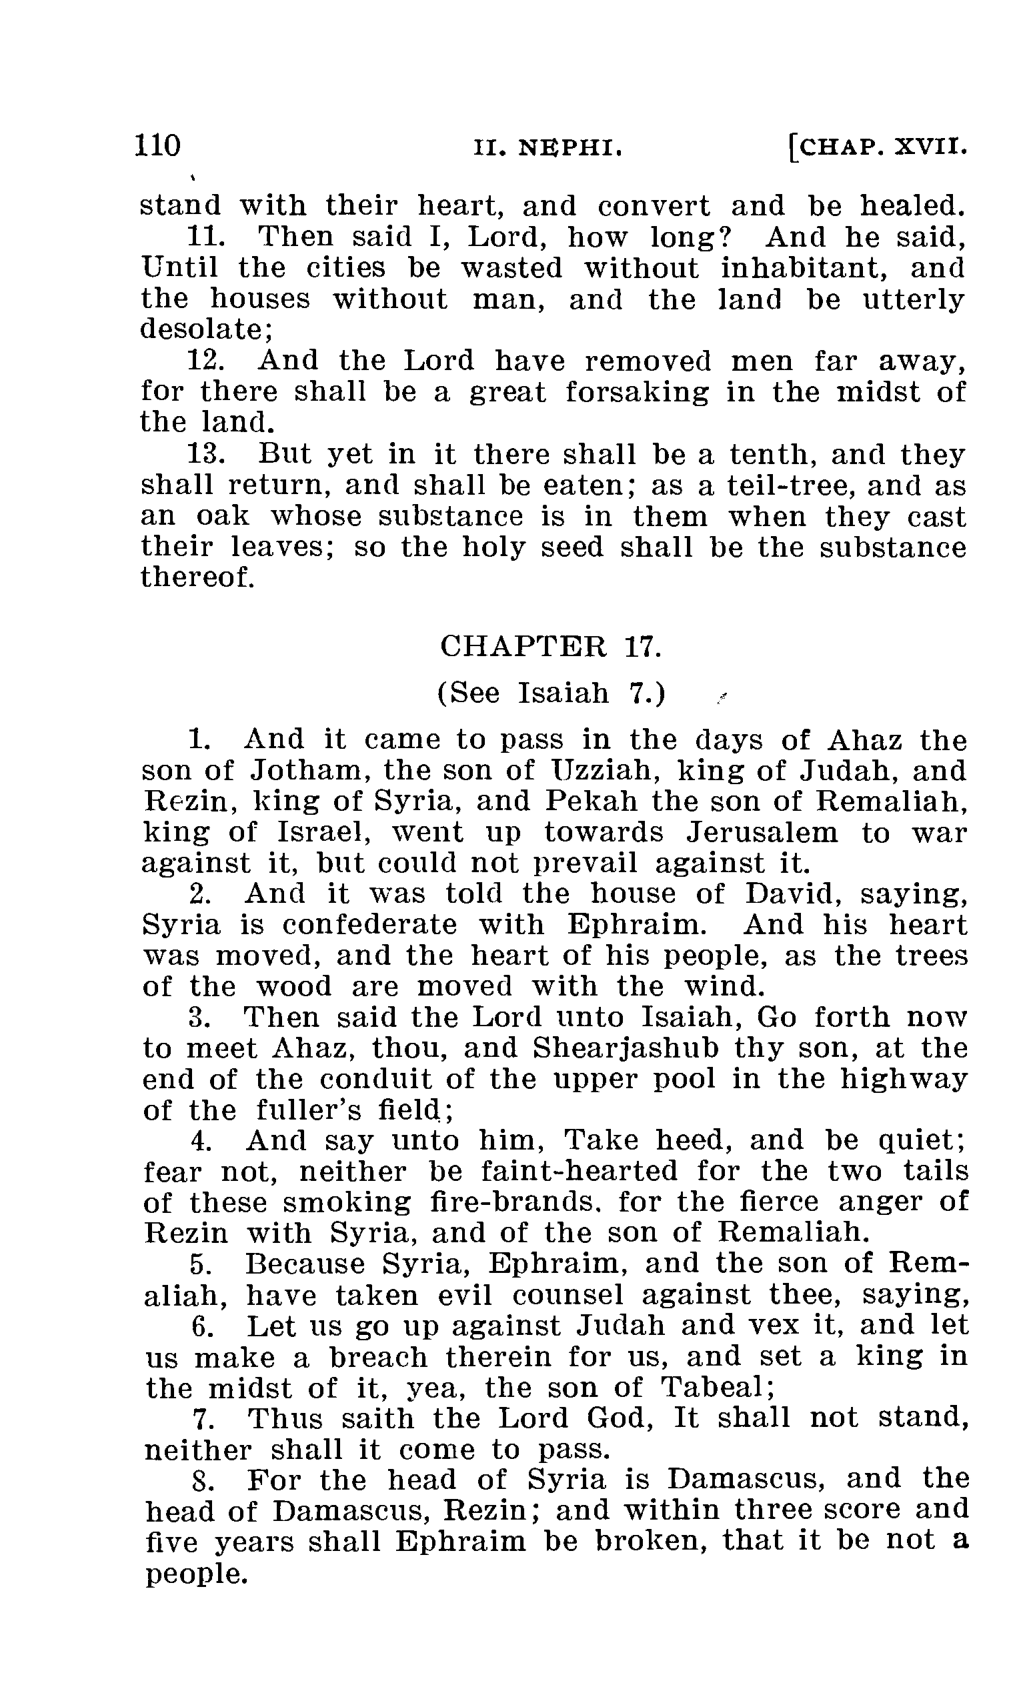 110 II. NEPHI. [CHAP. XVII.
stand with their heart, and convert and be healed.
11. Then said I, Lord, how long? And he said,
Until the cities be wasted without inhabitant, and
the houses without man, and the land be utterly
desolate;
12. And the Lord have removed men far away,
for there shall be a great forsaking in the midst of
the land.
13. But yet in it there shall be a tenth, and they
shall return, and shall be eaten; as a teil-tree, and as
an oak whose substance is in them when they cast
their leaves; so the holy seed shall be the substance
thereof.
CHAPTER 17.
(See Isaiah 7.)
1. And it came to pass in the days of Ahaz the
son of Jotham, the son of Uzziah, king of Judah, and
Rezin, king of Syria, and Pekah the son of Remaliah,
king of Israel, went up towards Jerusalem to war
against it, but could not prevail against it.
2. And it was told the house of David, saying,
Syria is confederate with Ephraim. And his heart
was moved, and the heart of his people, as the trees
of the wood are moved with the wind.
3. Then said the Lord unto Isaiah, Go forth now
to meet Ahaz, thou, and Shearjashub thy son, at the
end of the conduit of the upper pool in the highway
of the fuller's field;
4. And say unto him, Take heed, and be quiet;
fear not, neither be faint-hearted for the two tails
of these smoking fire-brands. for the fierce anger of
Rezin with Syria, and of the son of Remaliah.
5. Because Syria, Ephraim, and the son of Rem-
aliah, have taken evil counsel against thee, saying,
6. Let us go up against Judah and vex it, and let
us make a breach therein for us, and set a king in
the midst of it, yea, the son of Tabeal;
7. Thus saith the Lord God, It shall not stand,
neither shall it come to pass.
8. For the head of Syria is Damascus, and the
head of Damascus, Rezin; and within three score and
five years shall Ephraim be broken, that it be not a
people.